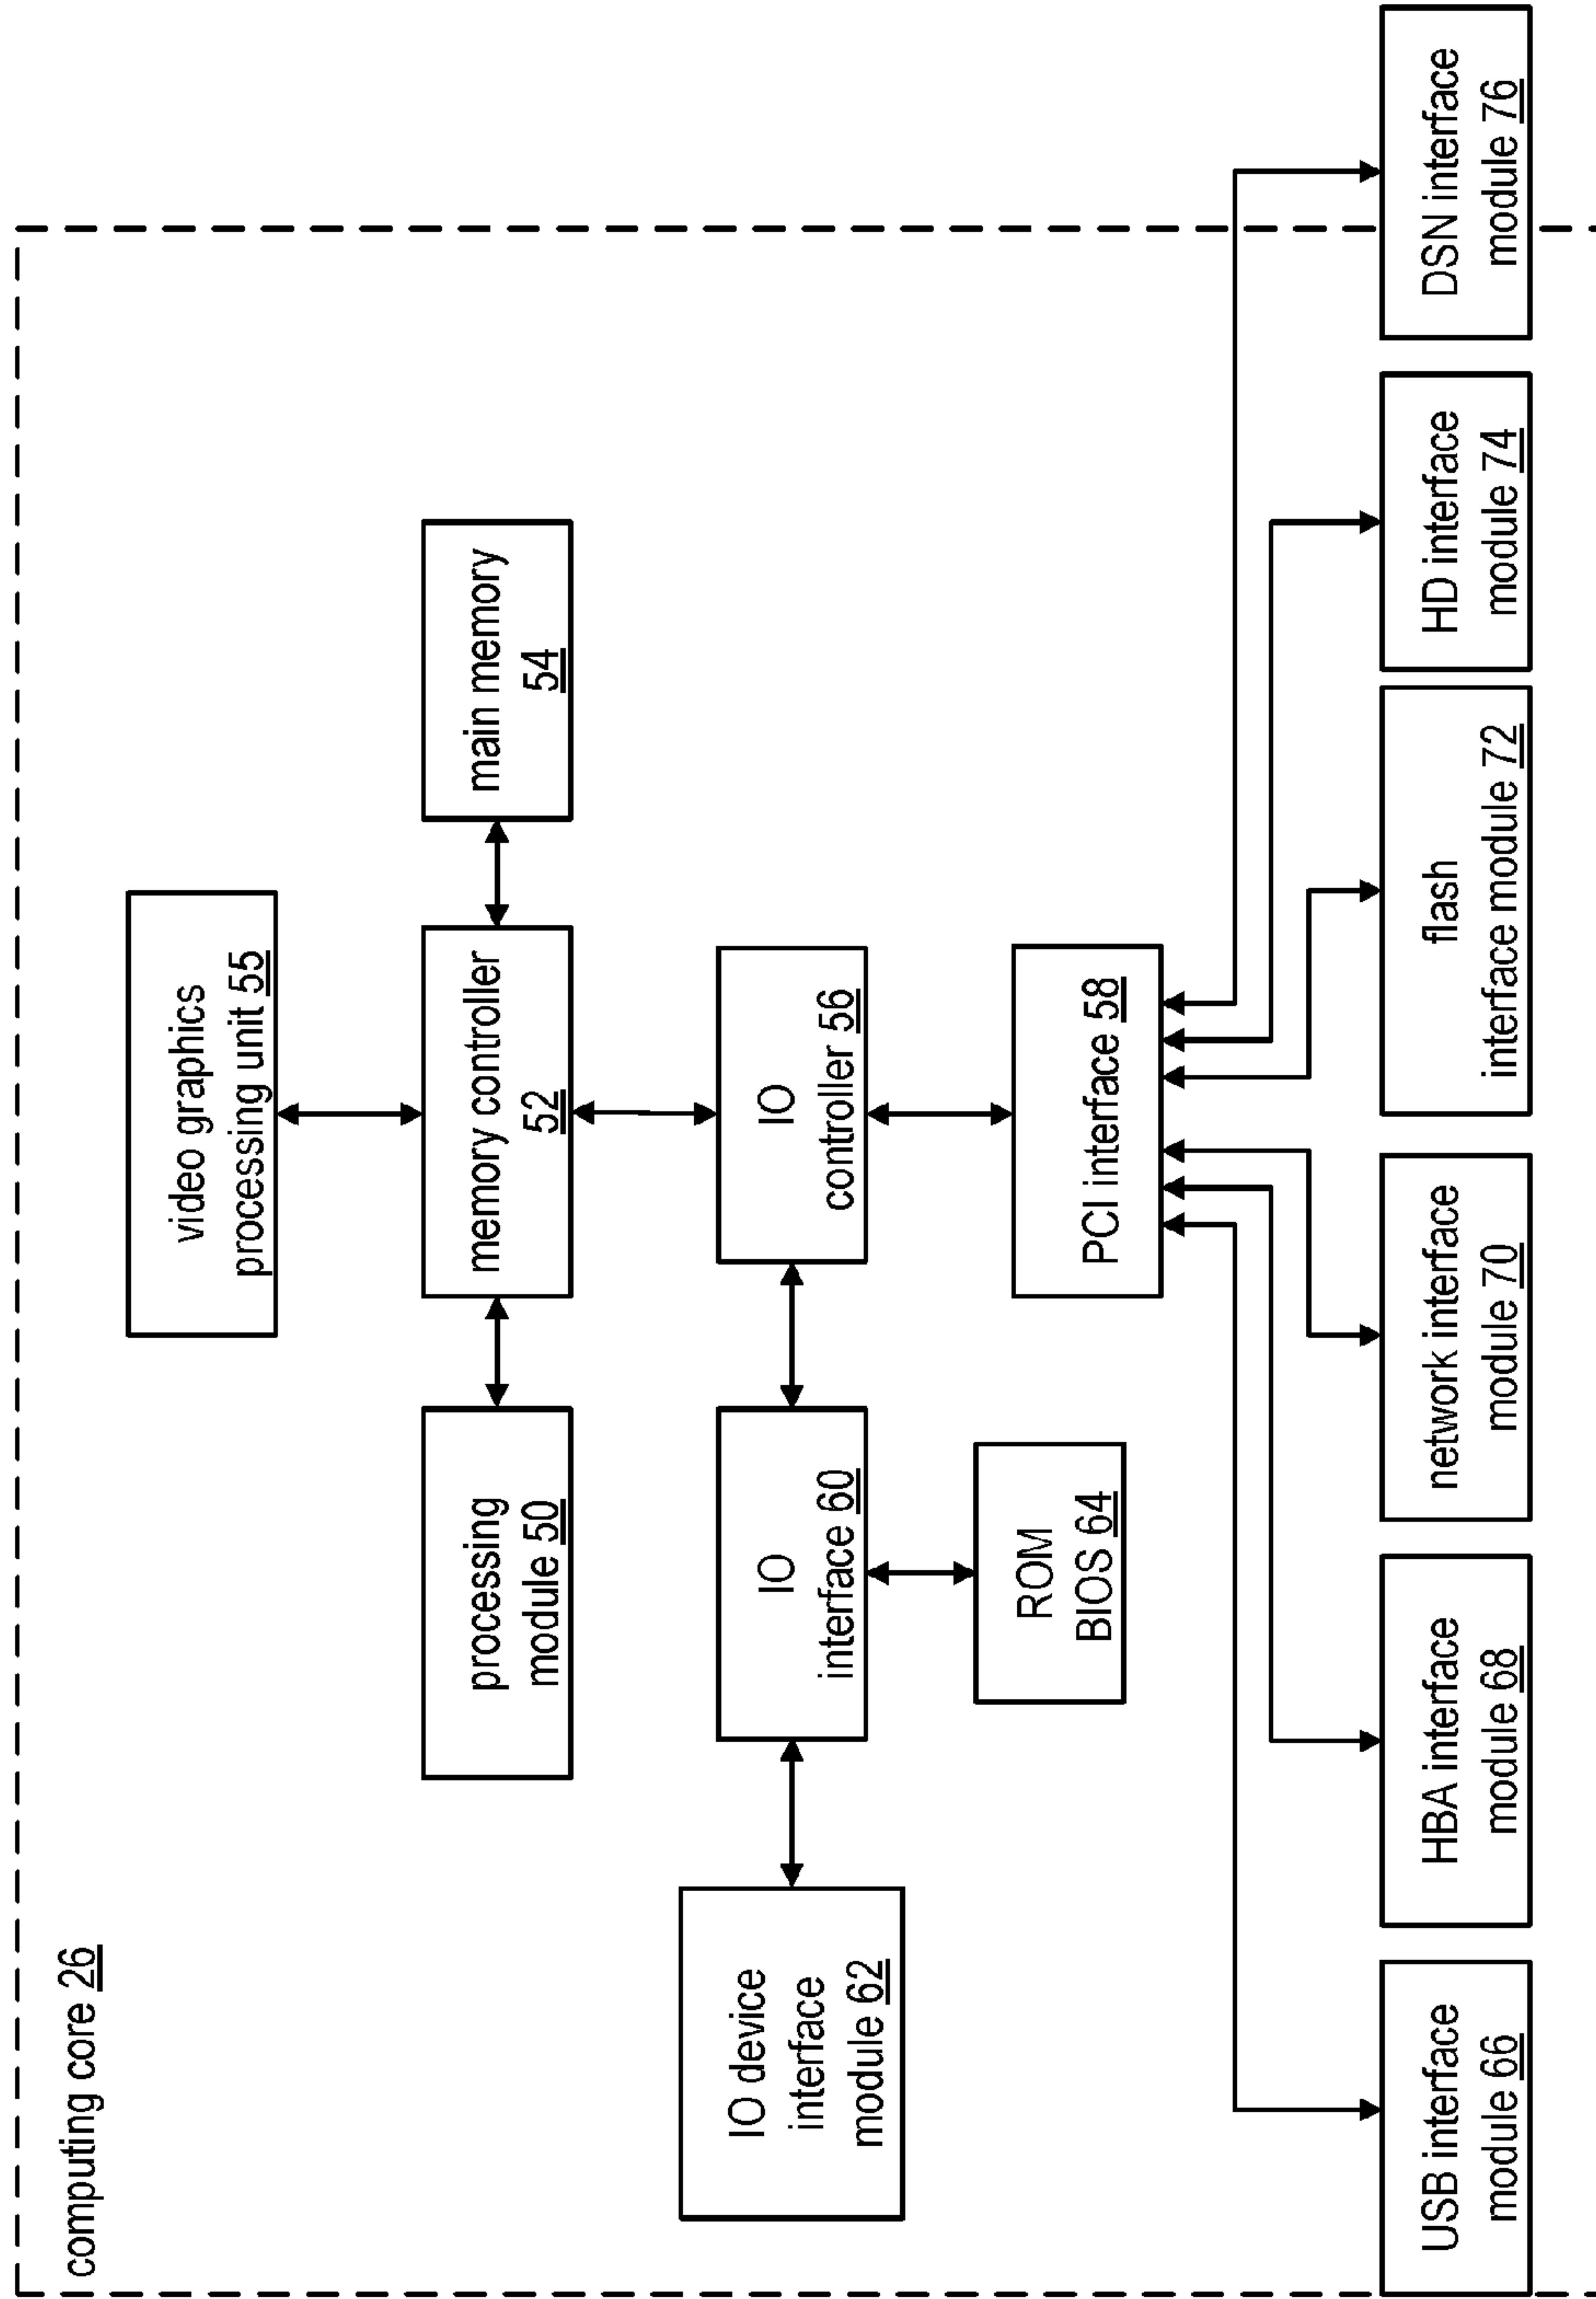 computing core 26
video graphics
processing unit 55
processing
module 50
memory controller
52
main memory
54
IO device
interface
module 62
IO
interface 60
IO
controller 56
ROM
BIOS 64
PCI interface 58
USB interface
module 66
HBA interface
module 68
network interface
module 70
flash
interface module 72
HD interface
module 74
DSN interface
module 76